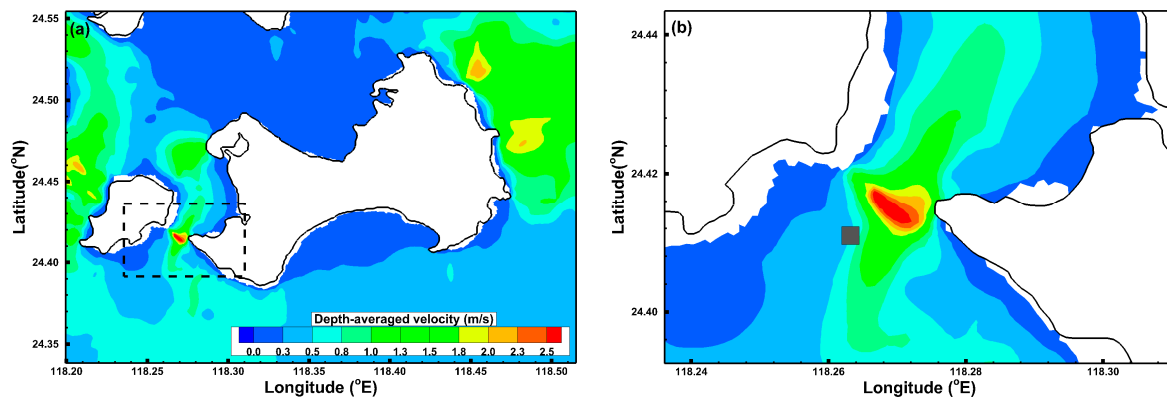 (a)
24.55
24.50
24.45
24.40
24.35
Latitude(°N)
Depth-averaged velocity (m/s)
0.0 0.3 0.5 0.8 1.0 1.3 1.5 1.8 2.0 2.3 2.5
118.20 118.25 118.30 118.35 118.40 118.45 118.50
Longitude (°E)
(b)
24.44
24.42
24.40
Latitude(°N)
118.24 118.26 118.28 118.30
Longitude (°E)